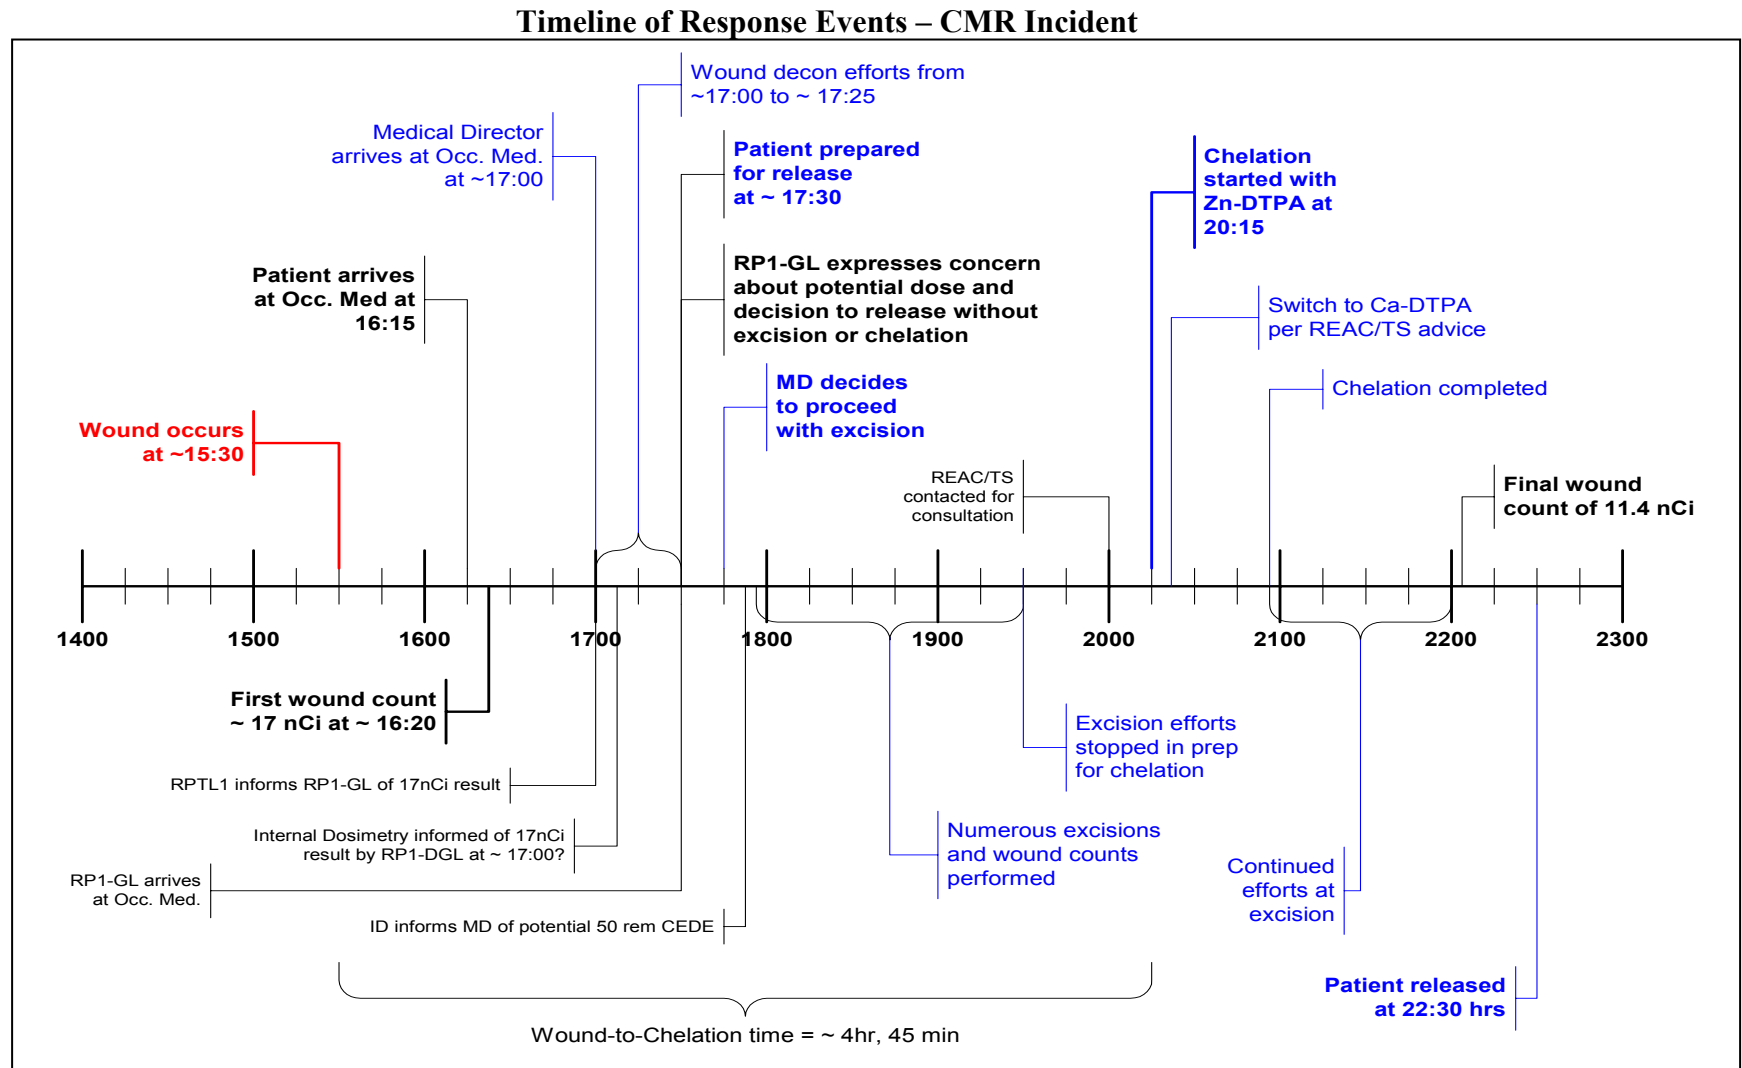 Timeline of Response Events – CMR Incident
Wound decon efforts from
~17:00 to ~ 17:25
Medical Director
arrives at Occ. Med.
at ~17:00
Patient prepared
for release
at ~ 17:30
Chelation
started with
Zn-DTPA at
20:15
Patient arrives
at Occ. Med at
16:15
RP1-GL expresses concern
about potential dose and
decision to release without
excision or chelation
Switch to Ca-DTPA
per REAC/TS advice
MD decides
to proceed
with excision
Chelation completed
Wound occurs
at ~15:30
REAC/TS
contacted for
consultation
Final wound
count of 11.4 nCi
1400 1500 1600 1700 1800 1900 2000 2100 2200 2300
First wound count
~ 17 nCi at ~ 16:20
Excision efforts
stopped in prep
for chelation
RPTL1 informs RP1-GL of 17nCi result
Internal Dosimetry informed of 17nCi
result by RP1-DGL at ~ 17:00?
Numerous excisions
and wound counts
performed
Continued
efforts at
excision
RP1-GL arrives
at Occ. Med.
ID informs MD of potential 50 rem CEDE
Patient released
at 22:30 hrs
Wound-to-Chelation time = ~ 4hr, 45 min